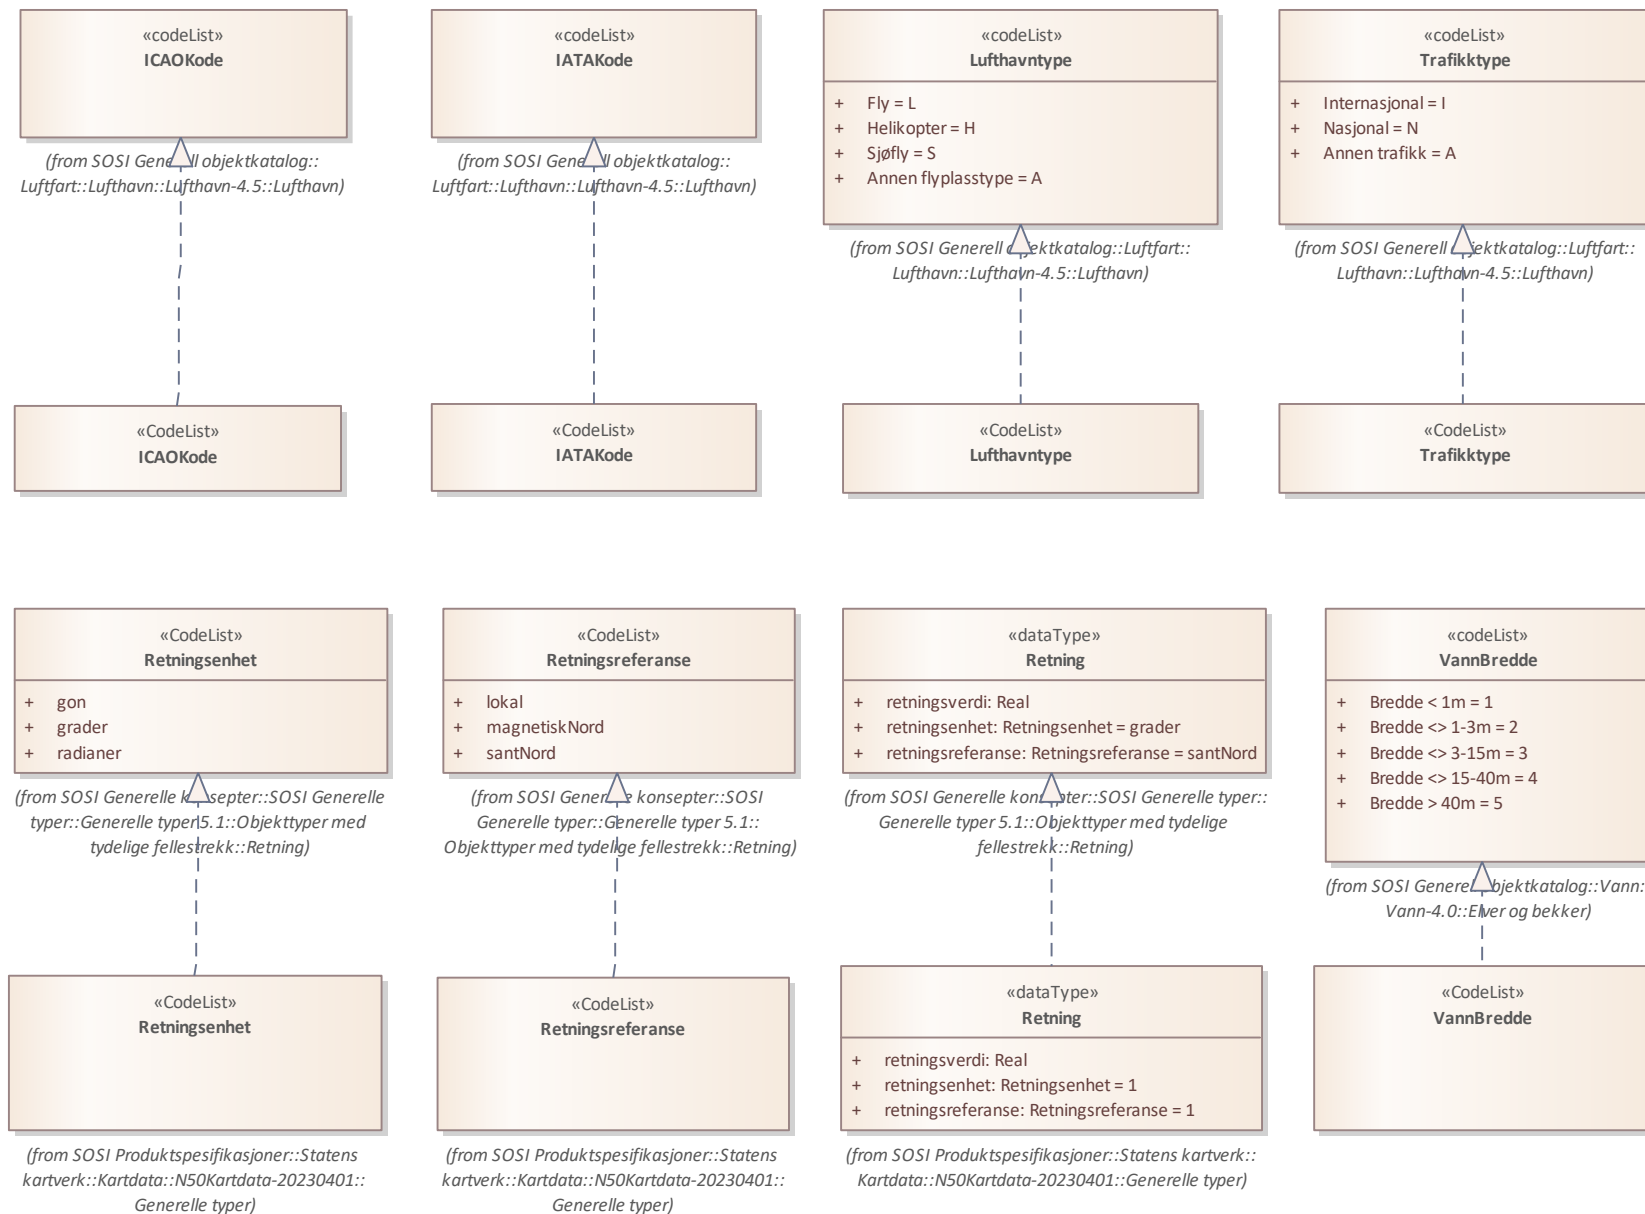 «codeList»
ICAOKode
(from SOSI Generell objektkatalog::
Luftfart::Lufthavn::Lufthavn-4.5::Lufthavn)
«codeList»
IATAKode
(from SOSI Generell objektkatalog::
Luftfart::Lufthavn::Lufthavn-4.5::Lufthavn)
«codeList»
Lufthavntype
+ Fly = L
+ Helikopter = H
+ Sjøfly = S
+ Annen flyplasstype = A
(from SOSI Generell objektkatalog::Luftfart::
Lufthavn::Lufthavn-4.5::Lufthavn)
«codeList»
Trafikktype
+ Internasjonal = I
+ Nasjonal = N
+ Annen trafikk = A
(from SOSI Generell objektkatalog::Luftfart::
Lufthavn::Lufthavn-4.5::Lufthavn)
«CodeList»
ICAOKode
«CodeList»
IATAKode
«CodeList»
Lufthavntype
«CodeList»
Trafikktype
«CodeList»
Retningsenhet
+ gon
+ grader
+ radianer
(from SOSI Generelle konsepter::SOSI Generelle
typer::Generelle typer 5.1::Objekttyper med
tydelige fellestrekk::Retning)
«CodeList»
Retningsreferanse
+ lokal
+ magnetiskNord
+ santNord
(from SOSI Generelle konsepter::SOSI
Generelle typer::Generelle typer 5.1::
Objekttyper med tydelige fellestrekk::Retning)
«dataType»
Retning
+ retningsverdi: Real
+ retningsenhet: Retningsenhet = grader
+ retningsreferanse: Retningsreferanse = santNord
(from SOSI Generelle konsepter::SOSI Generelle typer::
Generelle typer 5.1::Objekttyper med tydelige
fellestrekk::Retning)
«codeList»
VannBredde
+ Bredde < 1m = 1
+ Bredde <> 1-3m = 2
+ Bredde <> 3-15m = 3
+ Bredde <> 15-40m = 4
+ Bredde > 40m = 5
(from SOSI Generell objektkatalog::Vann:
Vann-4.0::Elver og bekker)
«CodeList»
Retningsenhet
(from SOSI Produktspesifikasjoner::Statens
kartverk::Kartdata::N50Kartdata-20230401::
Generelle typer)
«CodeList»
Retningsreferanse
(from SOSI Produktspesifikasjoner::Statens
kartverk::Kartdata::N50Kartdata-20230401::
Generelle typer)
«dataType»
Retning
+ retningsverdi: Real
+ retningsenhet: Retningsenhet = 1
+ retningsreferanse: Retningsreferanse = 1
(from SOSI Produktspesifikasjoner::Statens kartverk::
Kartdata::N50Kartdata-20230401::Generelle typer)
«CodeList»
VannBredde